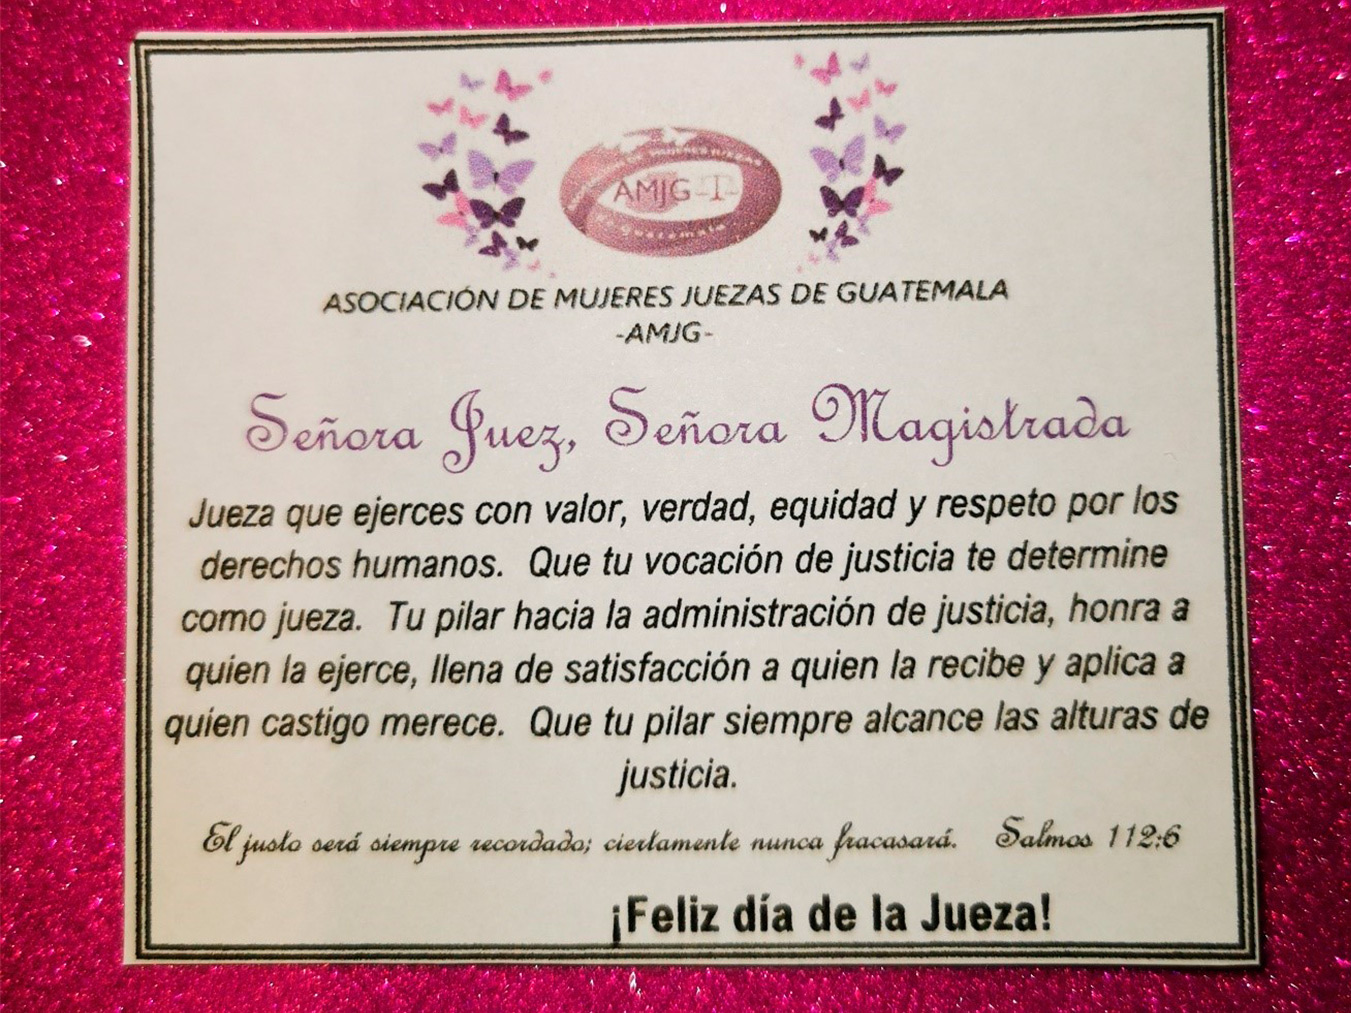 AMJG
Guatemala
ASOCIACIÓN DE MUJERES JUEZAS DE GUATEMALA
-AMJG-
Señora Juez, Señora Magistrada
Jueza que ejerces con valor, verdad, equidad y respeto por los
derechos humanos. Que tu vocación de justicia te determine
como jueza. Tu pilar hacia la administración de justicia, honra a
quien la ejerce, llena de satisfacción a quien la recibe y aplica a
quien castigo merece. Que tu pilar siempre alcance las alturas de
justicia.
El justo será siempre recordado; ciertamente nunca fracasará. Salmos 112:6
¡Feliz día de la Jueza!